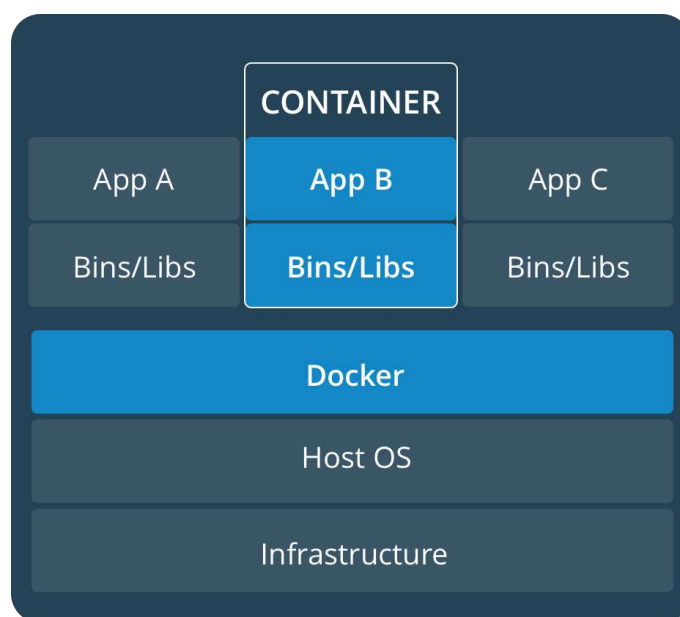 CONTAINER
App A App B App C
Bins/Libs Bins/Libs Bins/Libs
Docker
Host OS
Infrastructure